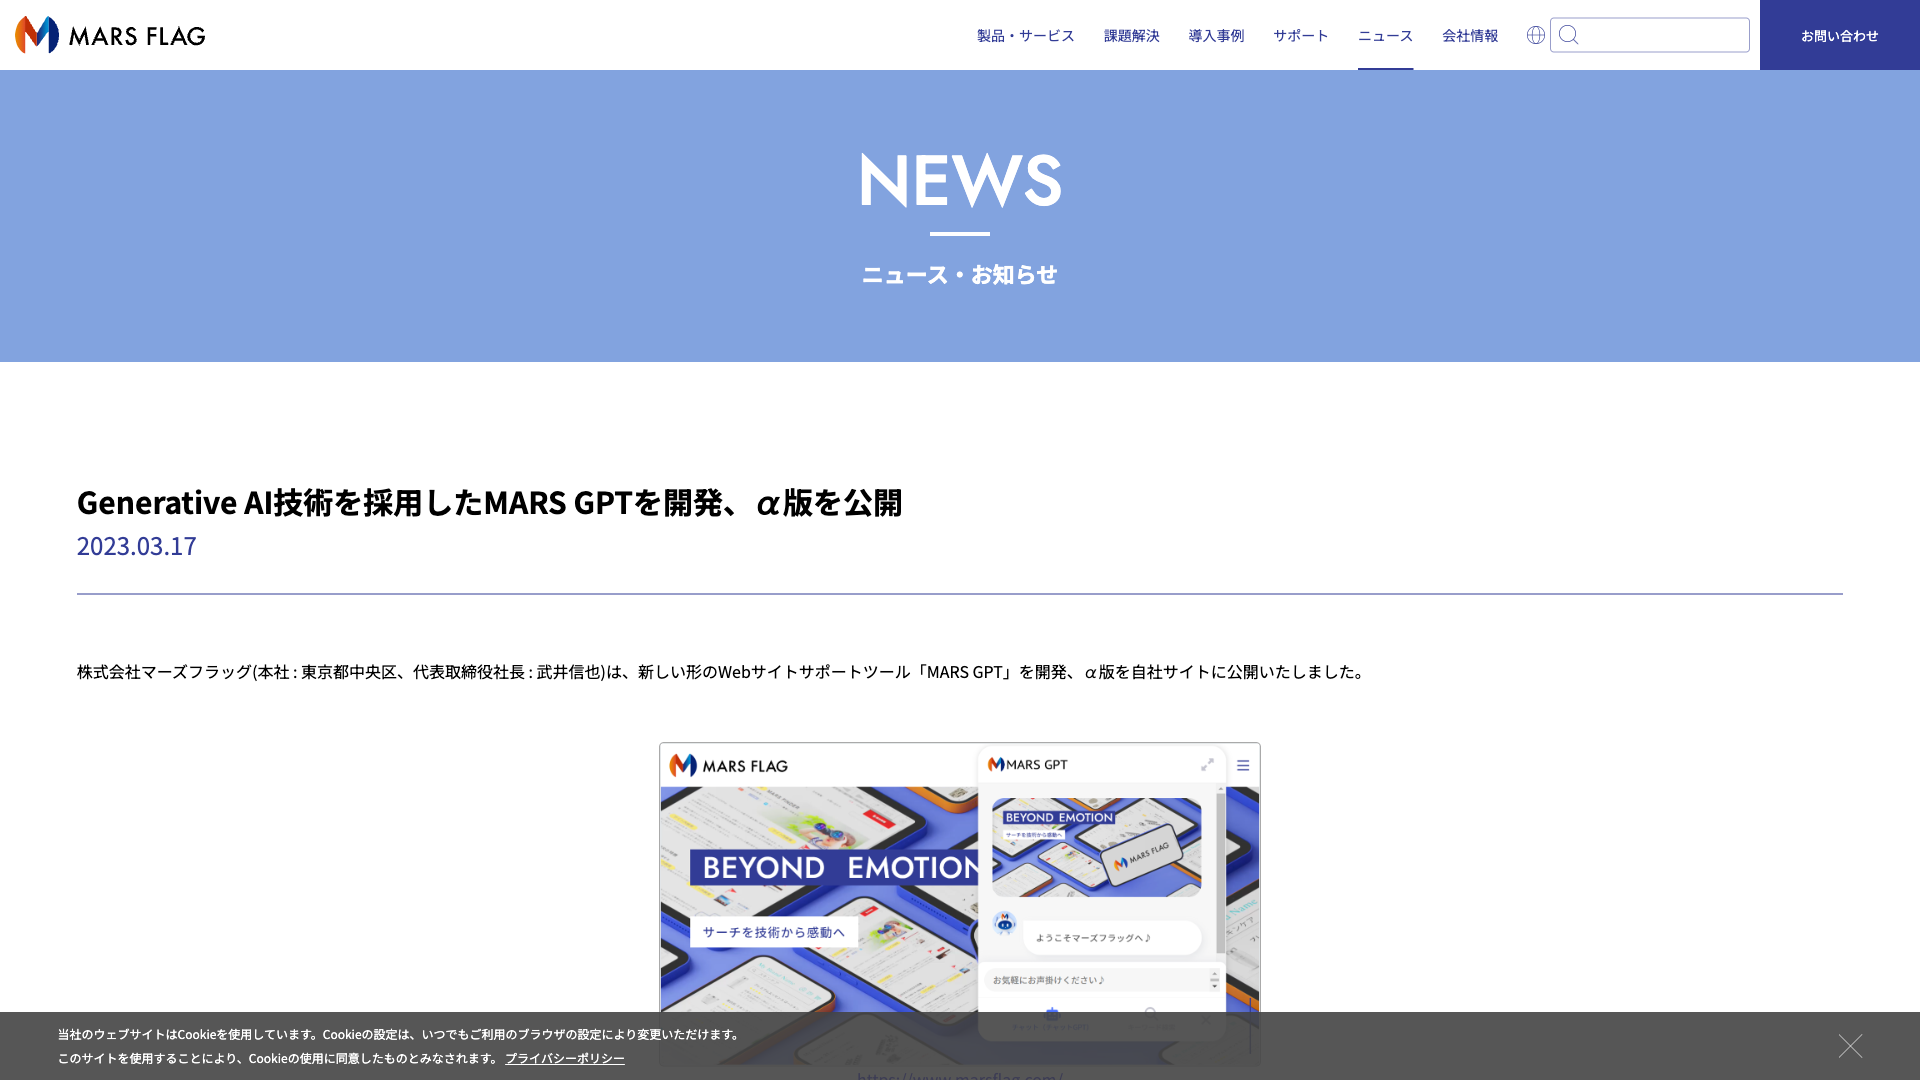 MARS FLAG
製品・サービス 課題解決 導入事例 サポート ニュース 会社情報
お問い合わせ
NEWS
ニュース・お知らせ
Generative AI技術を採用したMARS GPTを開発、α版を公開
2023.03.17
株式会社マーズフラッグ(本社 : 東京都中央区、代表取締役社長 : 武井信也)は、新しい形のWebサイトサポートツール「MARS GPT」を開発、α版を自社サイトに公開いたしました。
MARS FLAG
MARS GPT
BEYOND EMOTION
サーチを技術から感動へ
MARS FLAG
BEYOND EMOTION
サーチを技術から感動へ
ようこそマーズフラッグへ♪
お気軽にお声掛けください♪
当社のウェブサイトはCookieを使用しています。Cookieの設定は、いつでもご利用のブラウザの設定により変更いただけます。
このサイトを使用することにより、Cookieの使用に同意したものとみなされます。 プライバシーポリシー
https://www.marsflag.com/